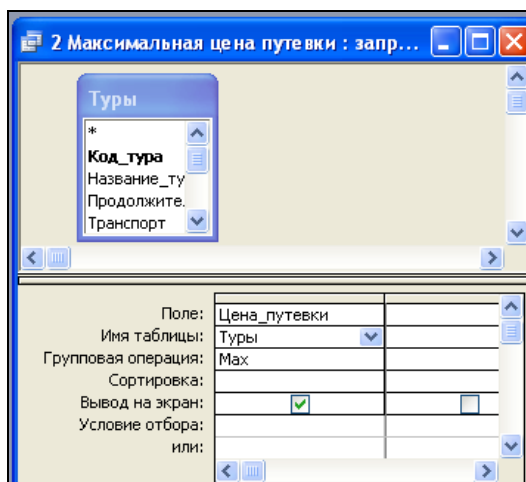 2 Максимальная цена путевки : запр...
Туры
*
Код_тура
Название_ту
Продолжите.
Транспорт
Поле: Цена_путевки
Имя таблицы: Туры
Групповая операция: Max
Сортировка:
Вывод на экран:
Условие отбора:
или: